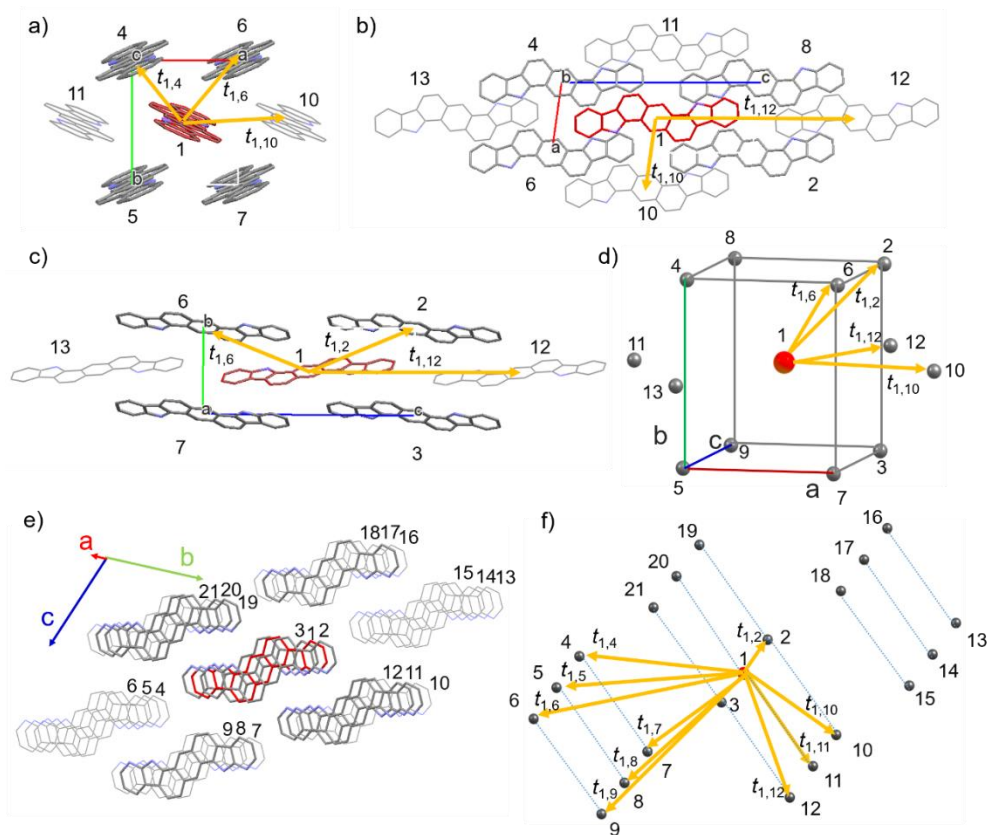 a)
4
6
c
a
t1,4
t1,6
11
10
1
t1,10
b
5
7
b)
11
4
8
13
b
c
12
t1,12
1
a
t1,10
6
2
10
c)
6
2
b
13
t1,6
1
t1,2
t1,12
12
a
c
7
3
d)
8
2
4
6
t1,6
t1,2
1
t1,12
12
11
t1,10
10
13
b
c
9
3
5
a
7
e)
a
b
c
18 17 16
21 20 19
15 14 13
3 1 2
12 11 10
6 5 4
9 8 7
f)
16
19
17
20
18
21
t1,2
2
4
t1,4
1
13
5
t1,5
14
6
t1,6
3
15
t1,10
t1,7
10
t1,11
7
11
t1,8
t1,12
8
12
t1,9
9